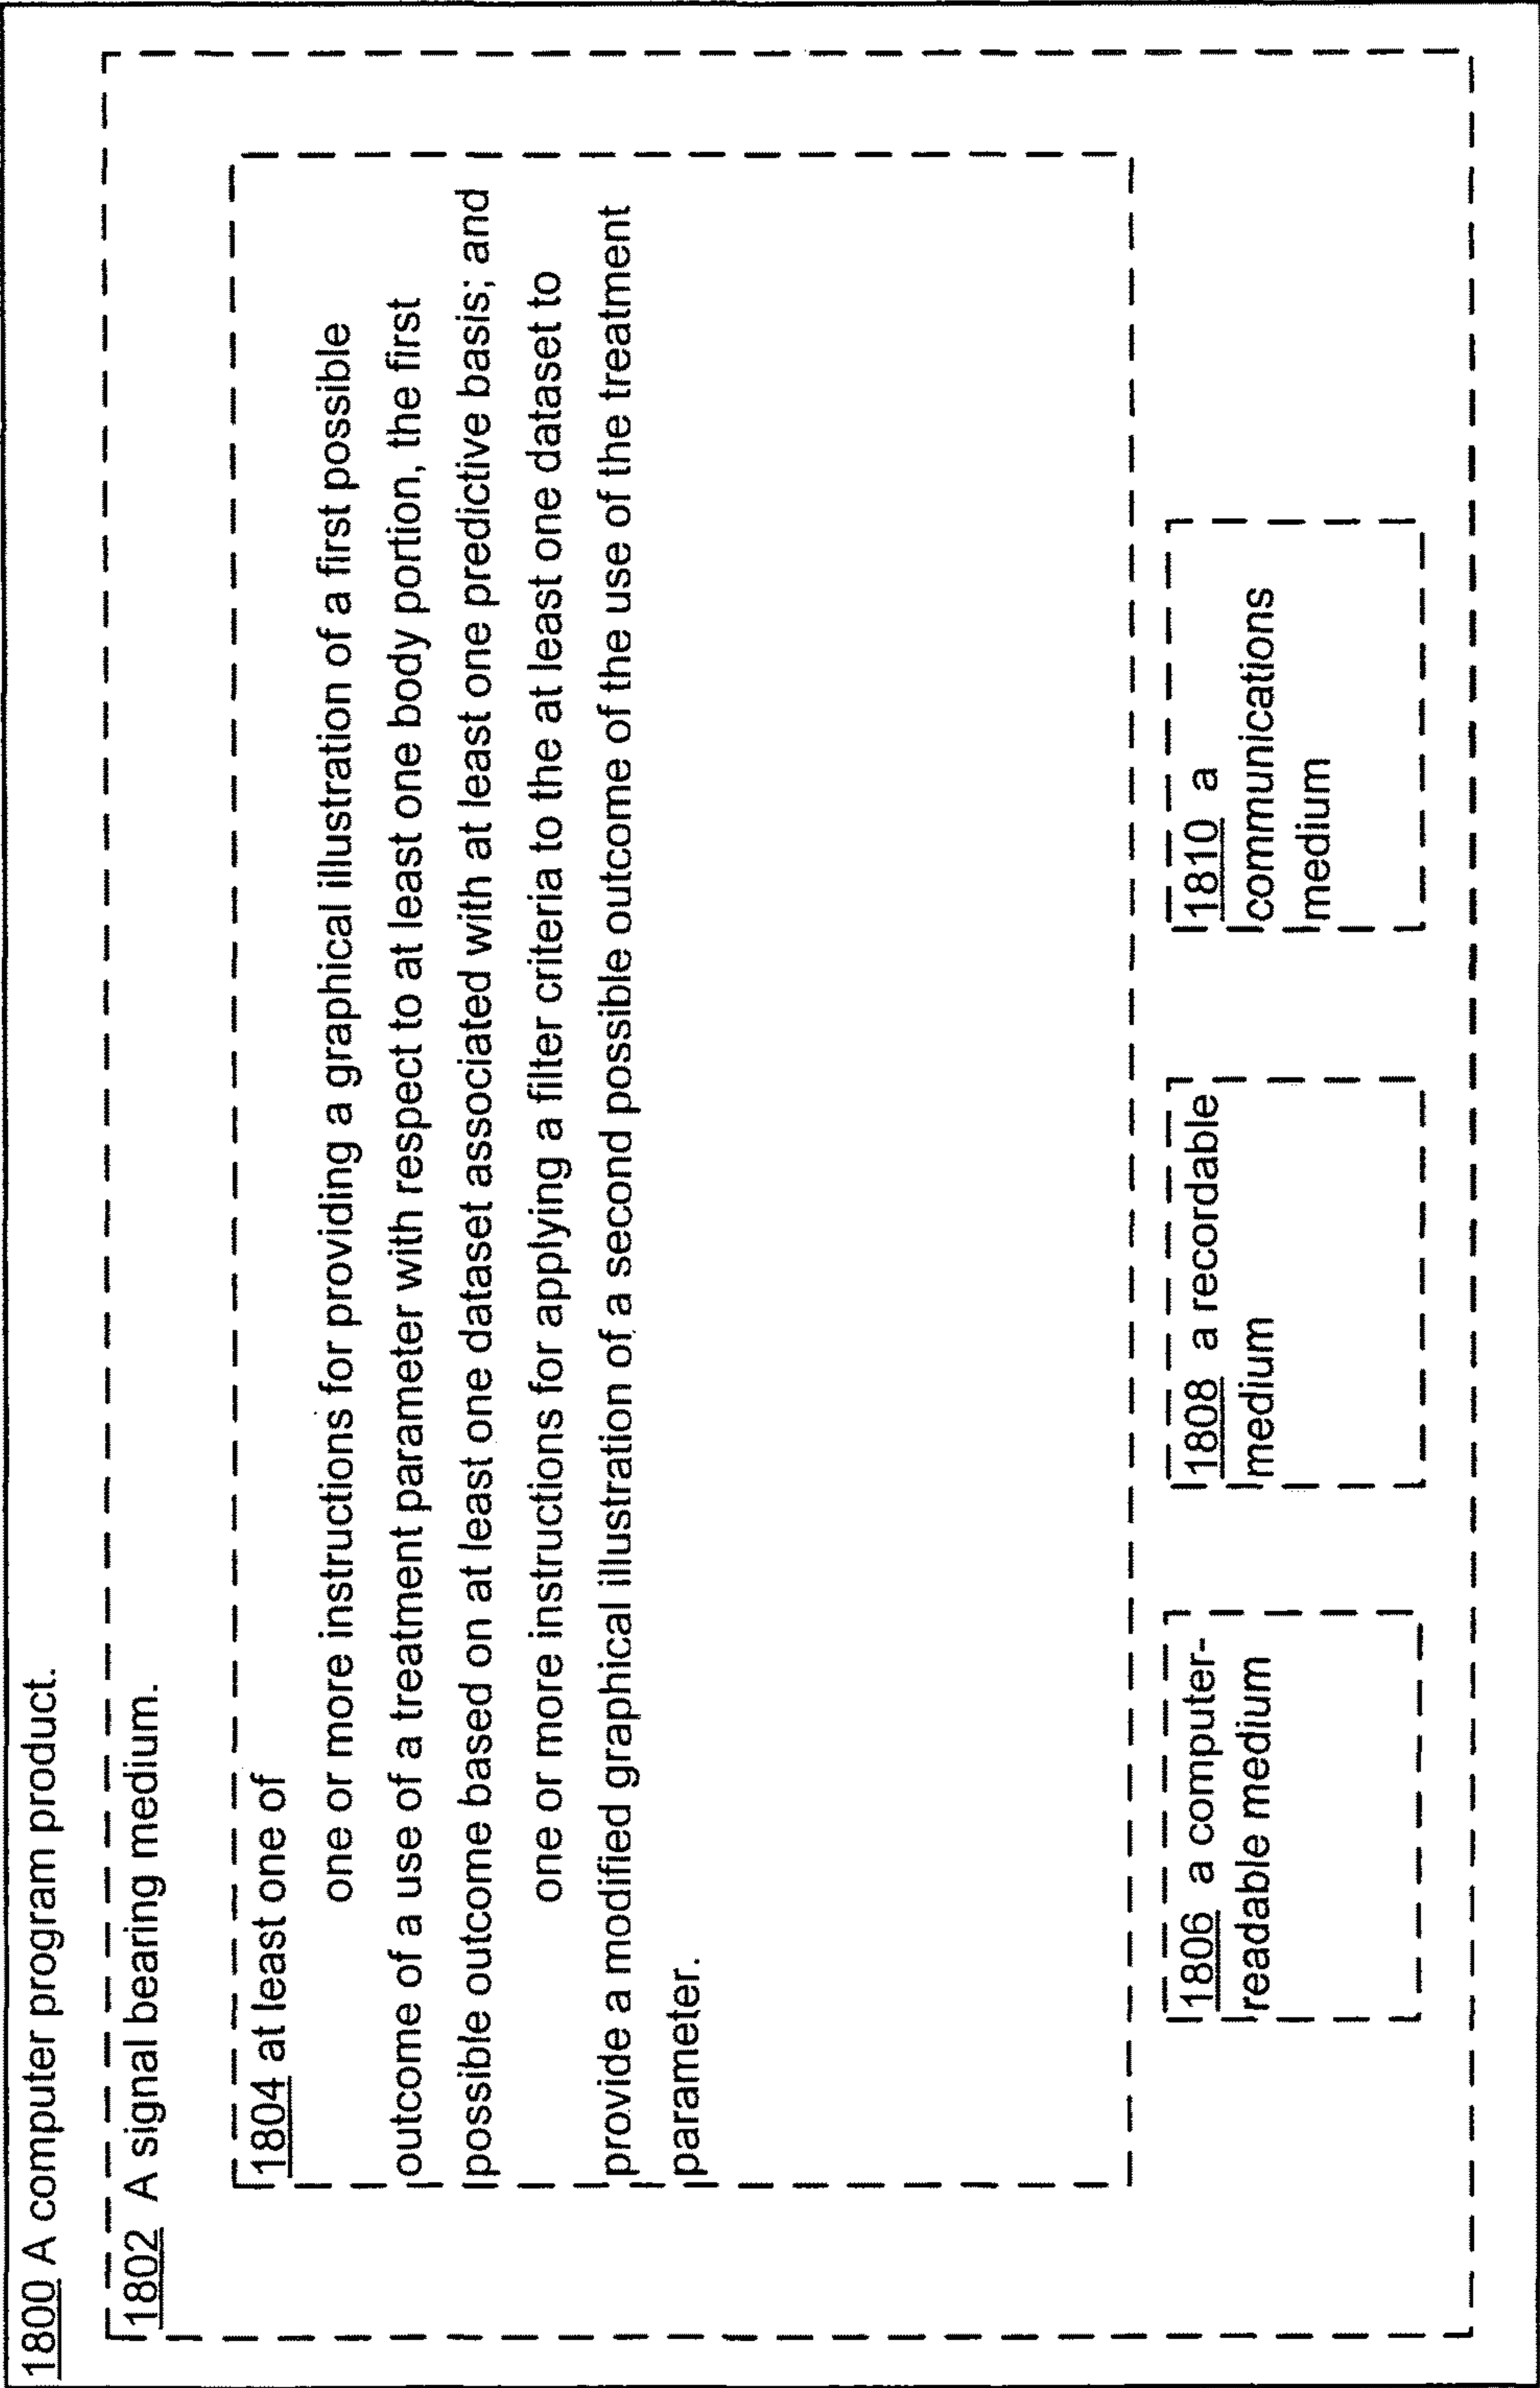 1800 A computer program product.
1802 A signal bearing medium.
1804 at least one of
one or more instructions for providing a graphical illustration of a first possible
outcome of a use of a treatment parameter with respect to at least one body portion, the first
possible outcome based on at least one dataset associated with at least one predictive basis; and
one or more instructions for applying a filter criteria to the at least one dataset to
provide a modified graphical illustration of a second possible outcome of the use of the treatment
parameter.
1806 a computer-
readable medium
1808 a recordable
medium
1810 a
communications
medium